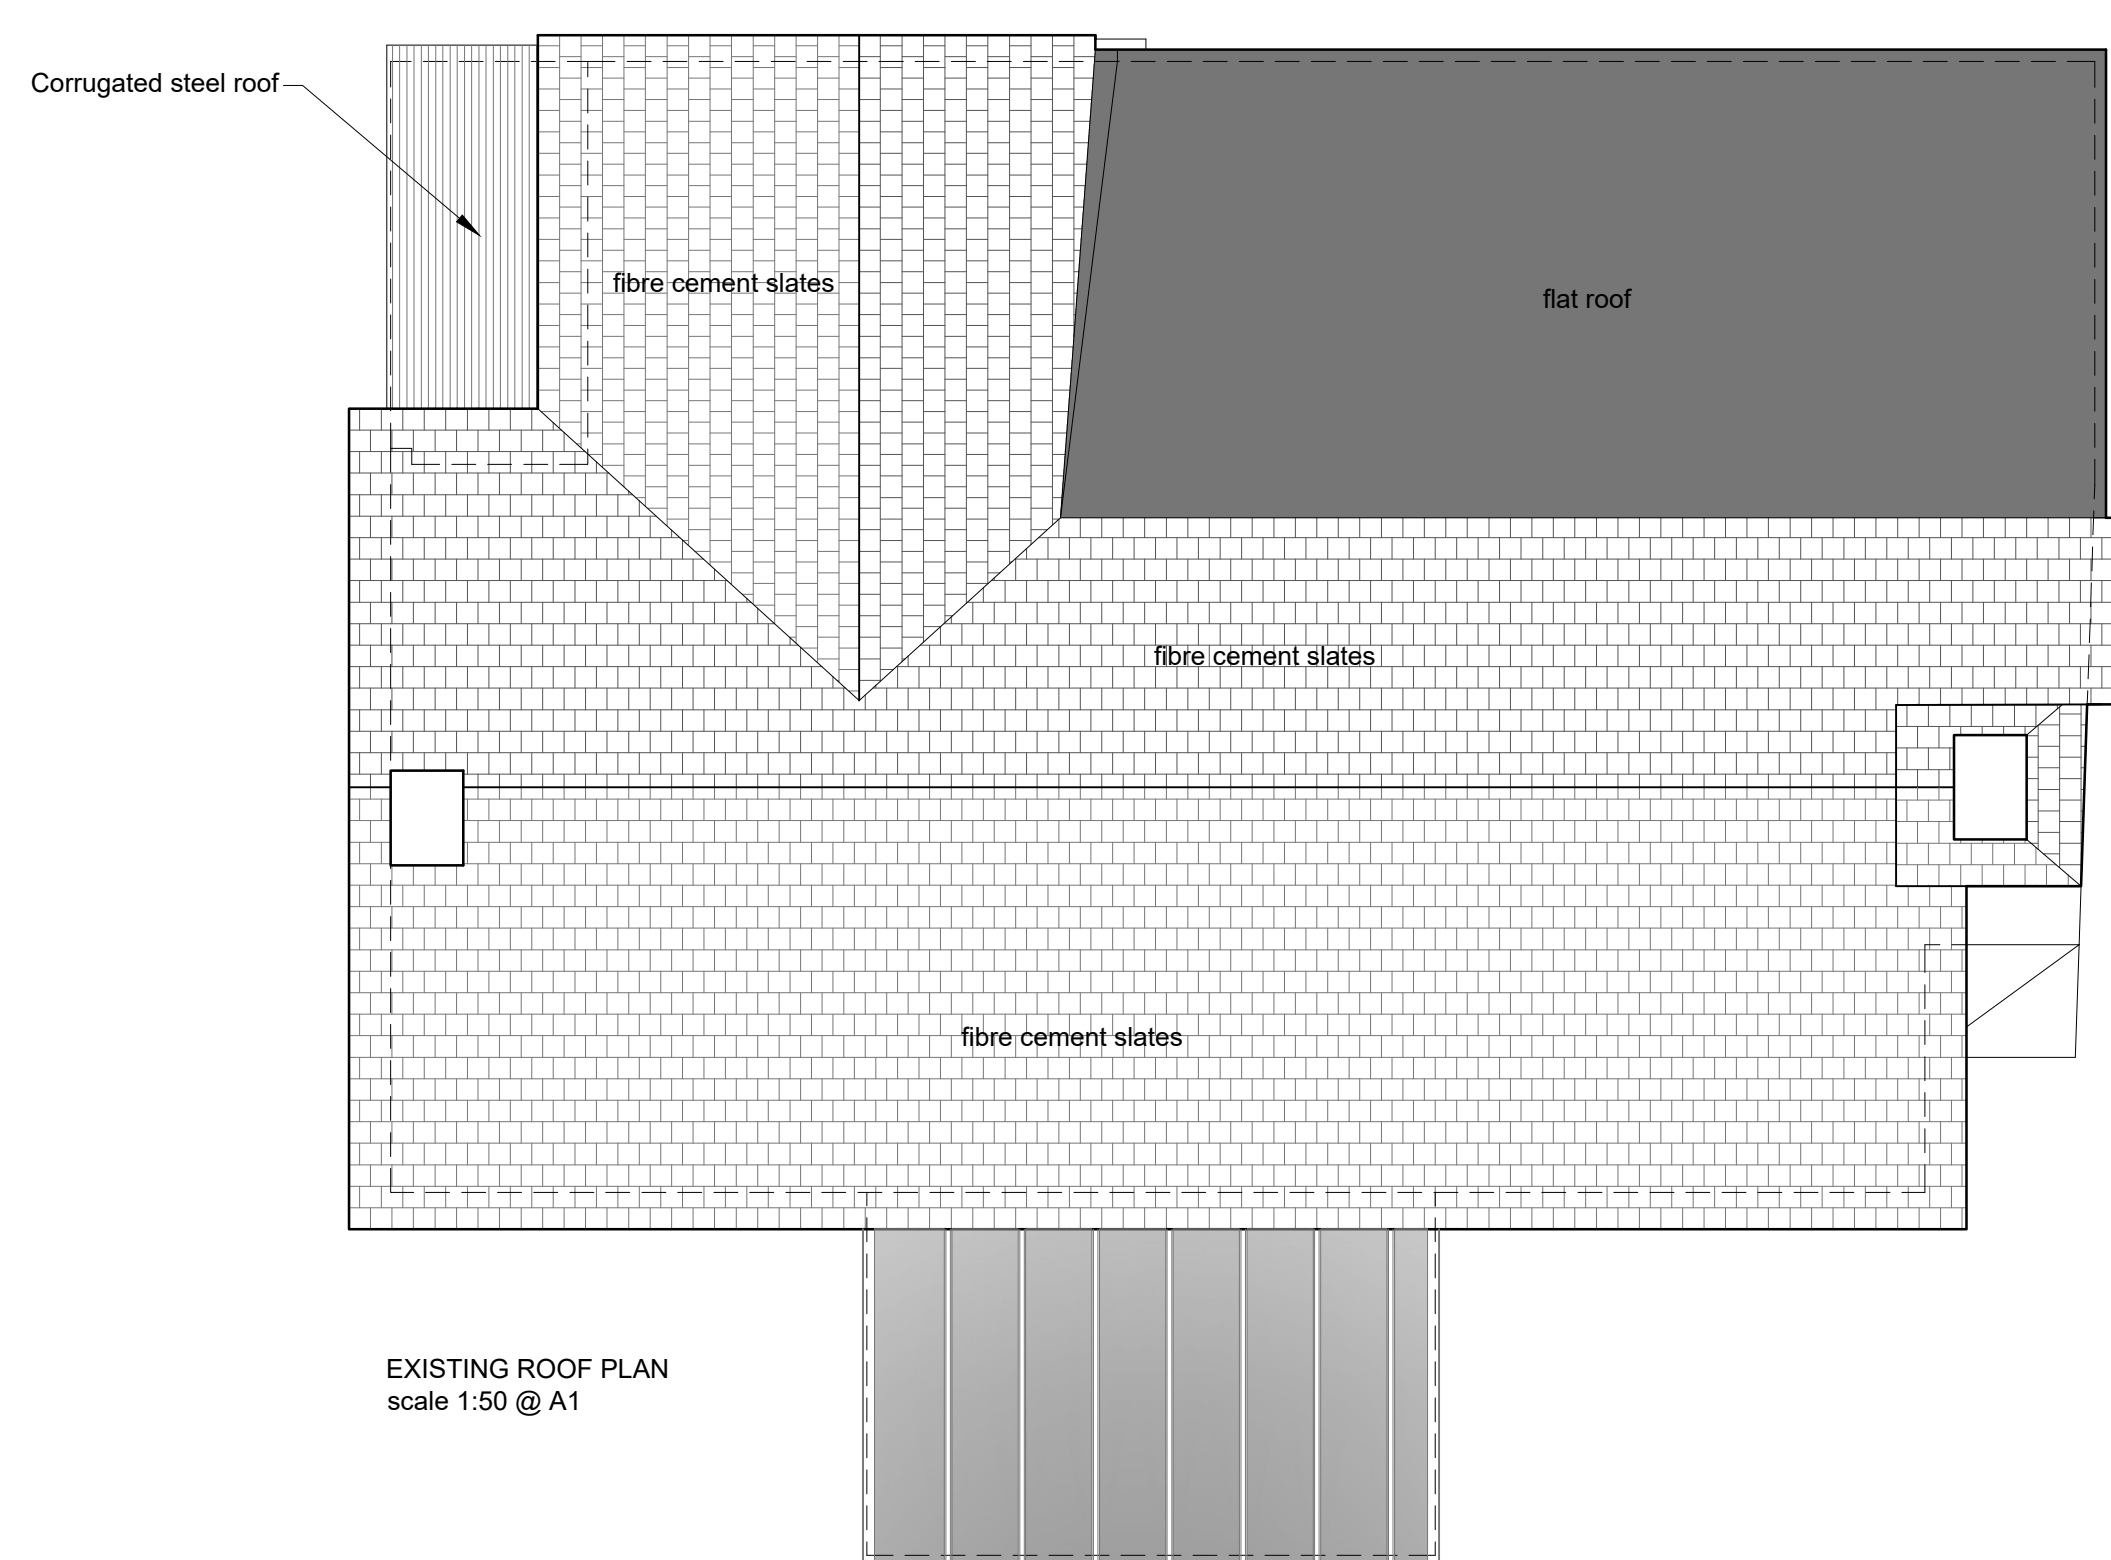 Corrugated steel roof
fibre cement slates
flat roof
fibre cement slates
fibre cement slates
EXISTING ROOF PLAN
scale 1:50 @ A1